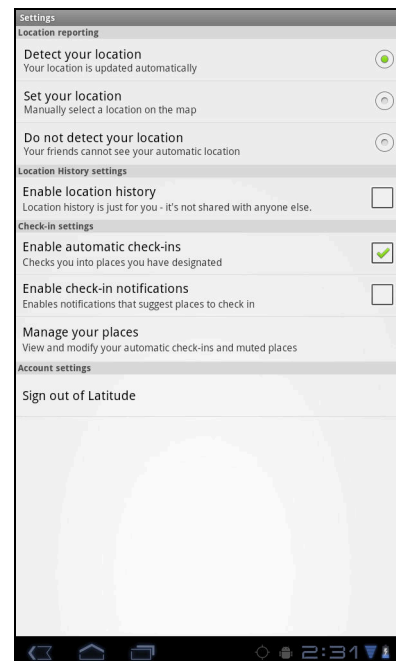 Settings
Location reporting
Detect your location
Your location is updated automatically
Set your location
Manually select a location on the map
Do not detect your location
Your friends cannot see your automatic location
Location History settings
Enable location history
Location history is just for you - it's not shared with anyone else.
Check-in settings
Enable automatic check-ins
Checks you into places you have designated
Enable check-in notifications
Enables notifications that suggest places to check in
Manage your places
View and modify your automatic check-ins and muted places
Account settings
Sign out of Latitude
2:31